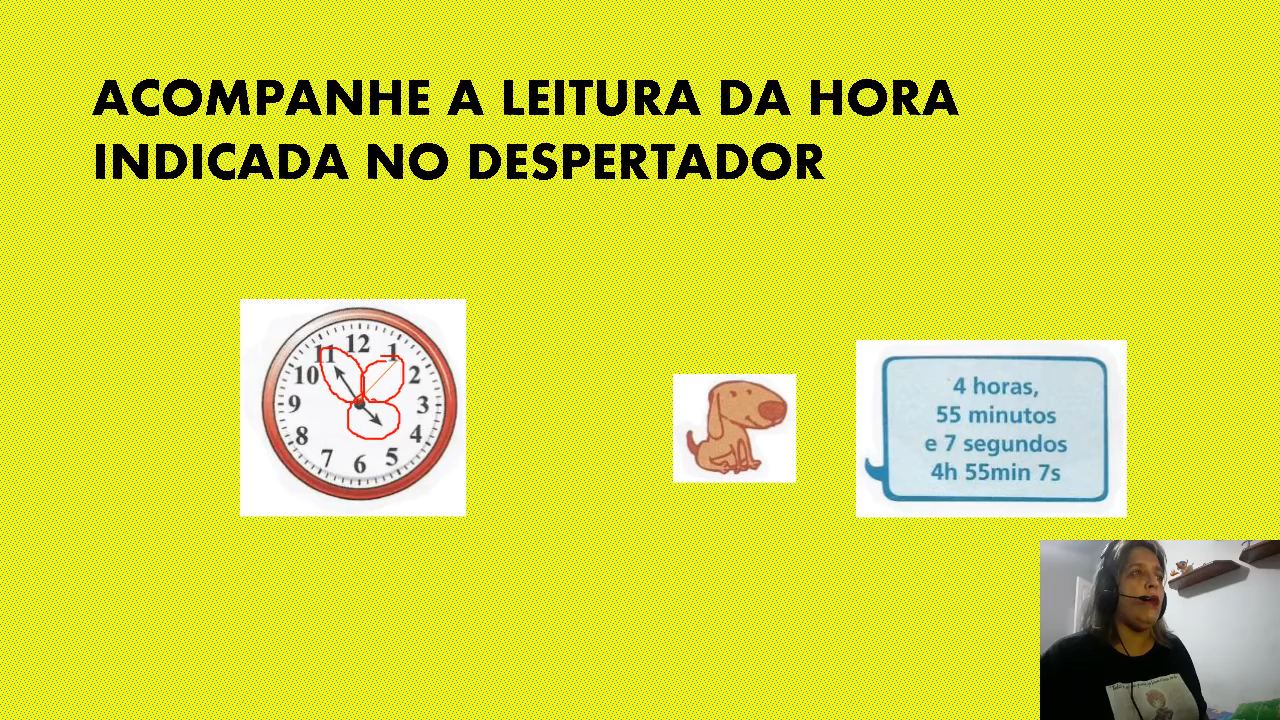 ACOMPANHE A LEITURA DA HORA
INDICADA NO DESPERTADOR
12
11
1
10
2
9
3
8
4
7
5
6
4 horas,
55 minutos
e 7 segundos
4h 55min 7s